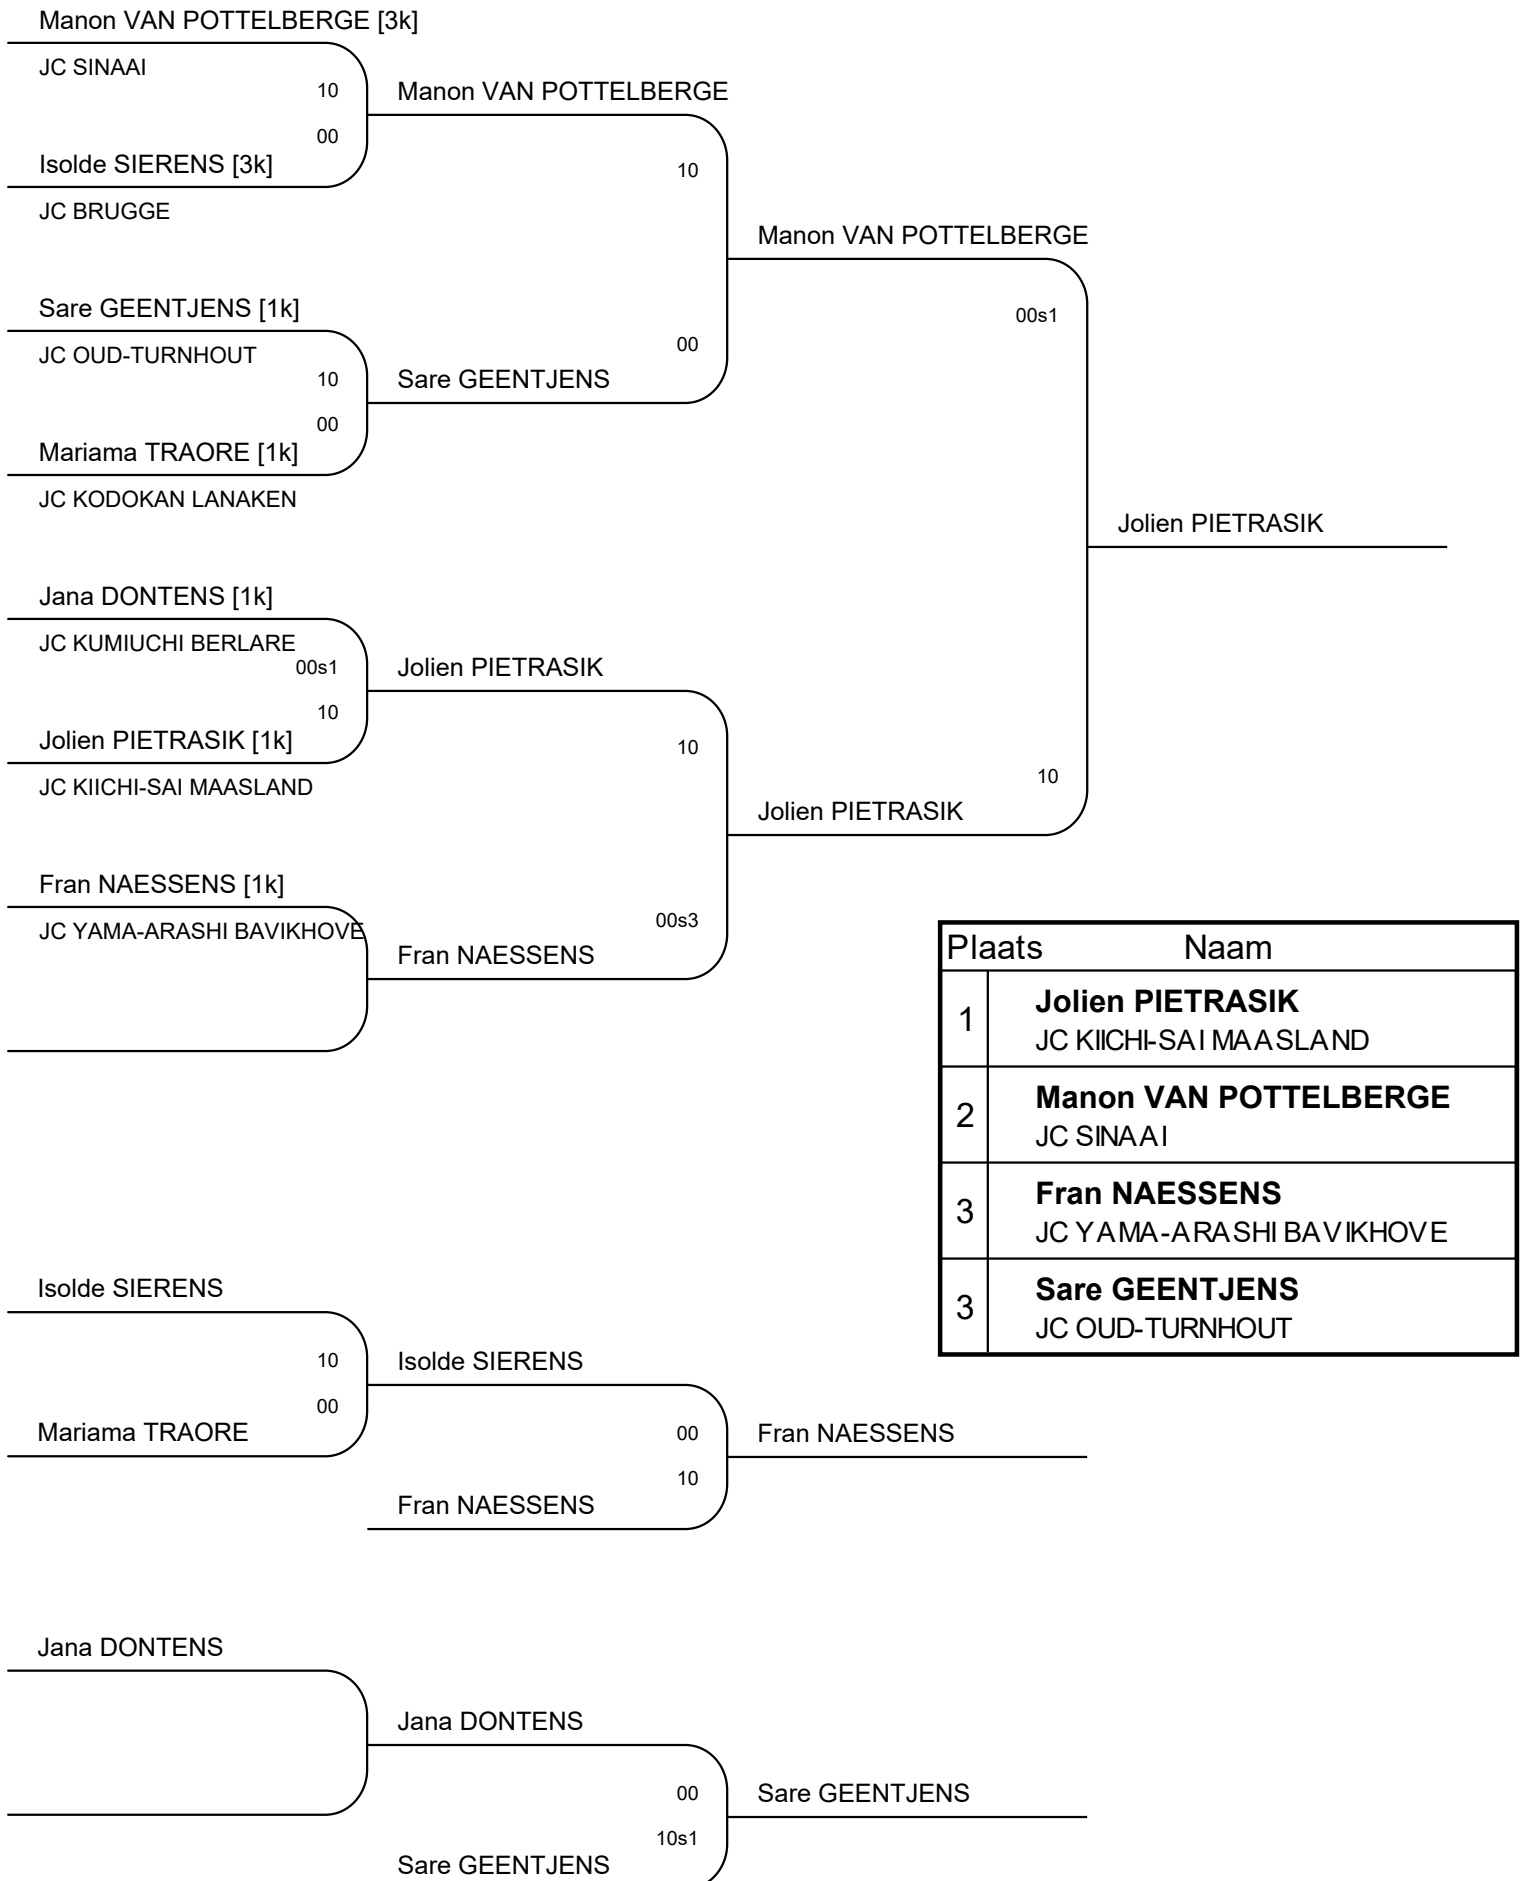 Manon VAN POTTELBERGE [3k]
JC SINAAI
10
00
Isolde SIERENS [3k]
JC BRUGGE
Manon VAN POTTELBERGE
10
00
Sare GEENTJENS [1k]
JC OUD-TURNHOUT
10
00
Mariama TRAORE [1k]
JC KODOKAN LANAKEN
Sare GEENTJENS
Manon VAN POTTELBERGE
00s1
10
Jolien PIETRASIK
Jana DONTENS [1k]
JC KUMIUCHI BERLARE
00s1
10
Jolien PIETRASIK [1k]
JC KIICHI-SAI MAASLAND
Jolien PIETRASIK
10
00s3
Jolien PIETRASIK
Fran NAESSENS [1k]
JC YAMA-ARASHI BAVIKHOVE
Fran NAESSENS
Plaats Naam
1 Jolien PIETRASIK
JC KIICHI-SAI MAASLAND
2 Manon VAN POTTELBERGE
JC SINAAI
3 Fran NAESSENS
JC YAMA-ARASHI BAVIKHOVE
3 Sare GEENTJENS
JC OUD-TURNHOUT
Isolde SIERENS
10
00
Mariama TRAORE
Isolde SIERENS
00
10
Fran NAESSENS
Fran NAESSENS
Jana DONTENS
Jana DONTENS
00
10s1
Sare GEENTJENS
Sare GEENTJENS